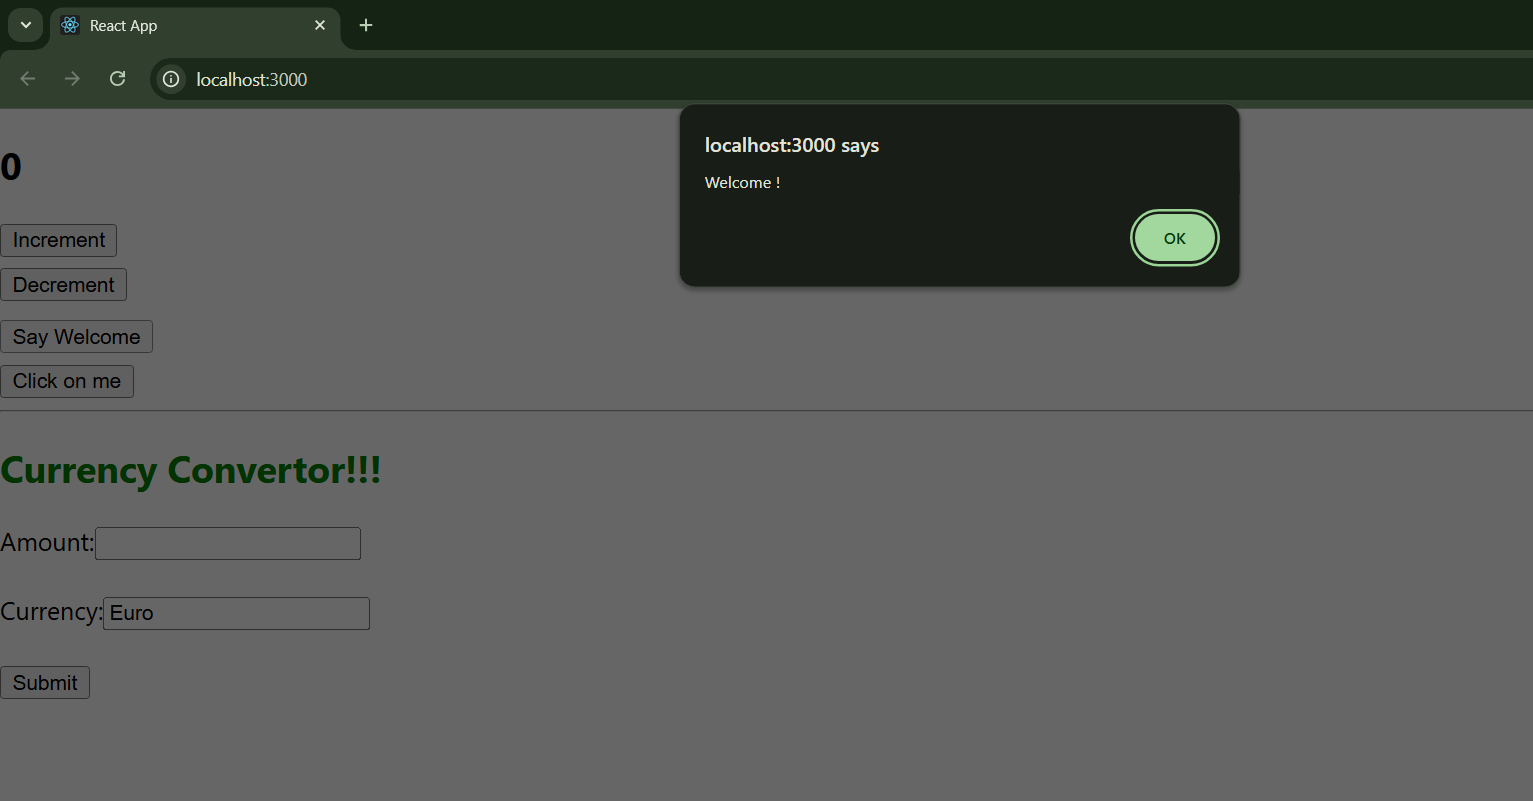 React App
localhost:3000
localhost:3000 says
Welcome !
OK
0
Increment
Decrement
Say Welcome
Click on me
Currency Convertor!!!
Amount:
Currency: Euro
Submit